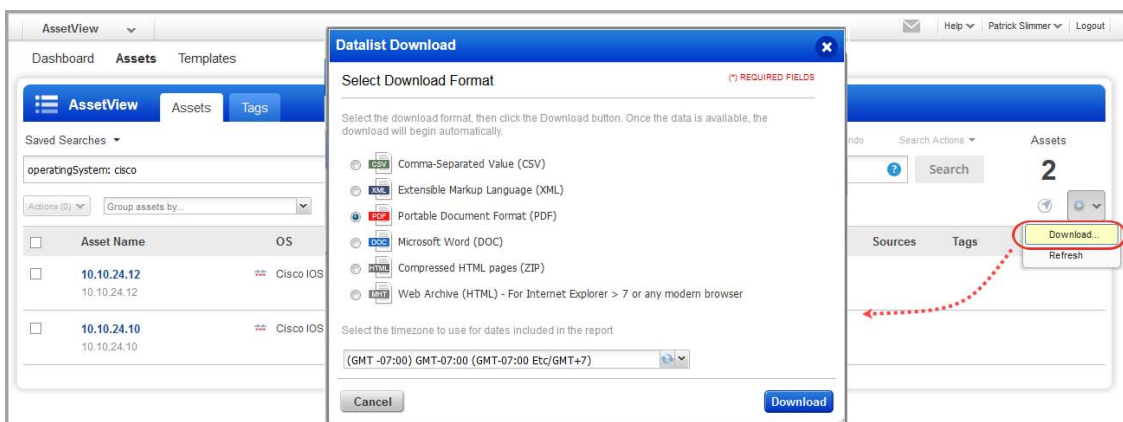 AssetView
Help Patrick Slimmer Logout
Dashboard Assets Templates
AssetView Assets Tags
Saved Searches
Search Actions
Assets
operatingSystem: cisco
Search
2
Actions (0)
Group assets by...
Download...
Refresh
Asset Name OS
Sources Tags
10.10.24.12
Cisco IOS
10.10.24.12
10.10.24.10
Cisco IOS
10.10.24.10
Datalist Download
Select Download Format
(*) REQUIRED FIELDS
Select the download format, then click the Download button. Once the data is available, the
download will begin automatically.
CSV Comma-Separated Value (CSV)
XML Extensible Markup Language (XML)
PDF Portable Document Format (PDF)
DOC Microsoft Word (DOC)
HTML Compressed HTML pages (ZIP)
MHT Web Archive (HTML) - For Internet Explorer > 7 or any modern browser
Select the timezone to use for dates included in the report
(GMT -07:00) GMT-07:00 (GMT-07:00 Etc/GMT+7)
Cancel
Download